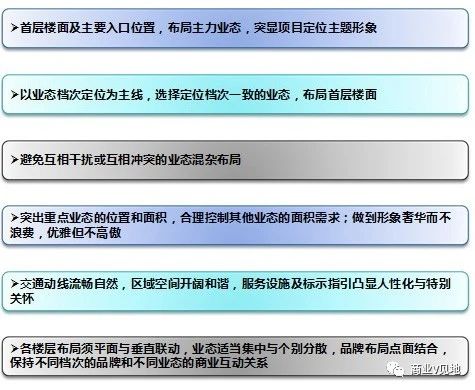 ➢首层楼面及主要入口位置，布局主力业态，突显项目定位主题形象
➢以业态档次定位为主线，选择定位档次一致的业态，布局首层楼面
➢避免互相干扰或互相冲突的业态混杂布局
➢突出重点业态的位置和面积，合理控制其他业态的面积需求；做到形象奢华而不
浪费，优雅但不高傲
➢交通动线流畅自然，区域空间开阔和谐，服务设施及标示指引凸显人性化与特别
关怀
➢各楼层布局须平面与垂直联动，业态适当集中与个别分散，品牌布局点面结合，
保持不同档次的品牌和不同业态的商业互动关系
商业V见地